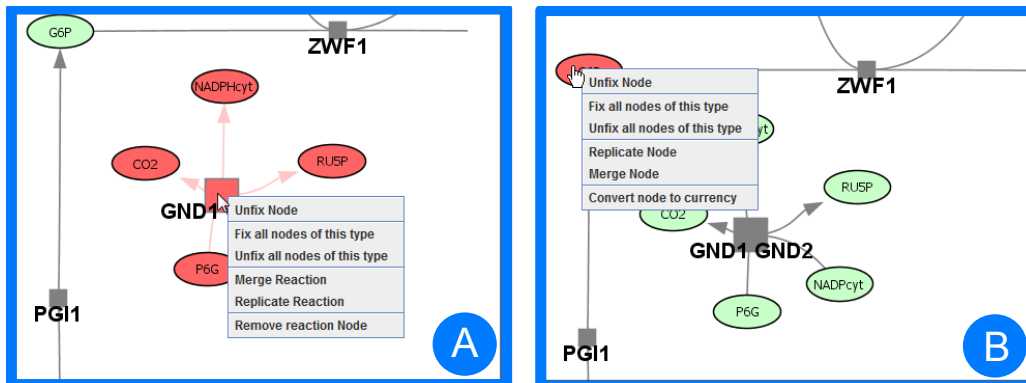 G6P
ZWF1
NADPHcyt
CO2
RU5P
GND1
Unfix Node
Fix all nodes of this type
Unfix all nodes of this type
Merge Reaction
Replicate Reaction
Remove reaction Node
P6G
PGI1
A
ZWF1
Unfix Node
Fix all nodes of this type
Unfix all nodes of this type
Replicate Node
Merge Node
Convert node to currency
RU5P
CO2
GND1 GND2
NADPcyt
P6G
PGI1
B